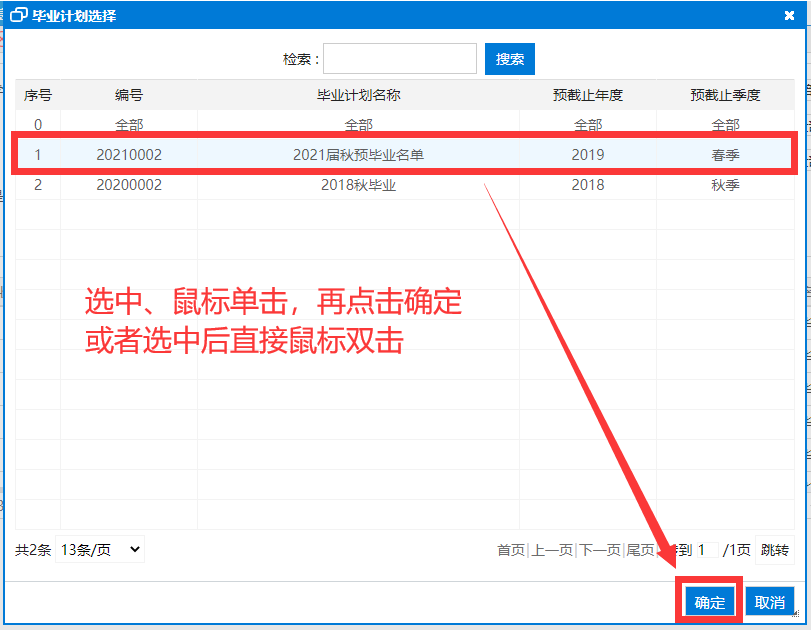 毕业计划选择
检索： 搜索
序号 编号 毕业计划名称 预截止年度 预截止季度
0 全部 全部 全部 全部
1 20210002 2021届秋预毕业名单 2019 春季
2 20200002 2018秋毕业 2018 秋季
选中、鼠标单击，再点击确定
或者选中后直接鼠标双击
共2条 13条/页 首页|上一页|下一页|尾页 到 1 /1页 跳转
确定 取消